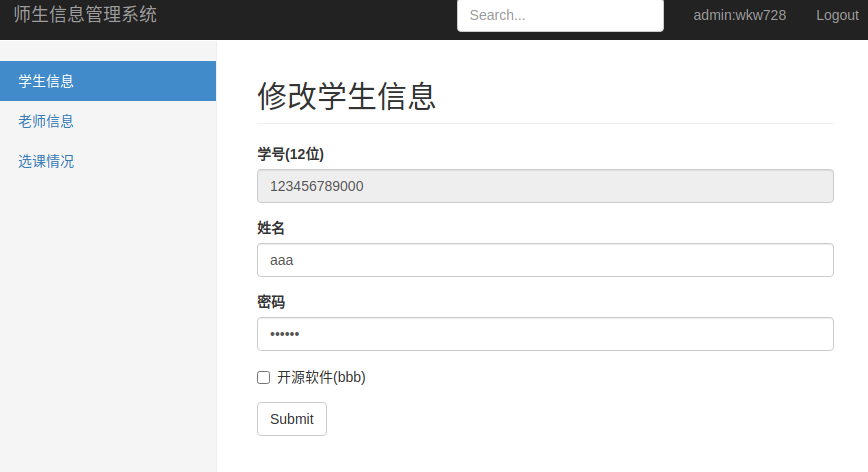 师生信息管理系统 Search... admin:wkw728 Logout
学生信息
老师信息
选课情况
修改学生信息
学号(12位)
123456789000
姓名
aaa
密码
••••••
开源软件(bbb)
Submit